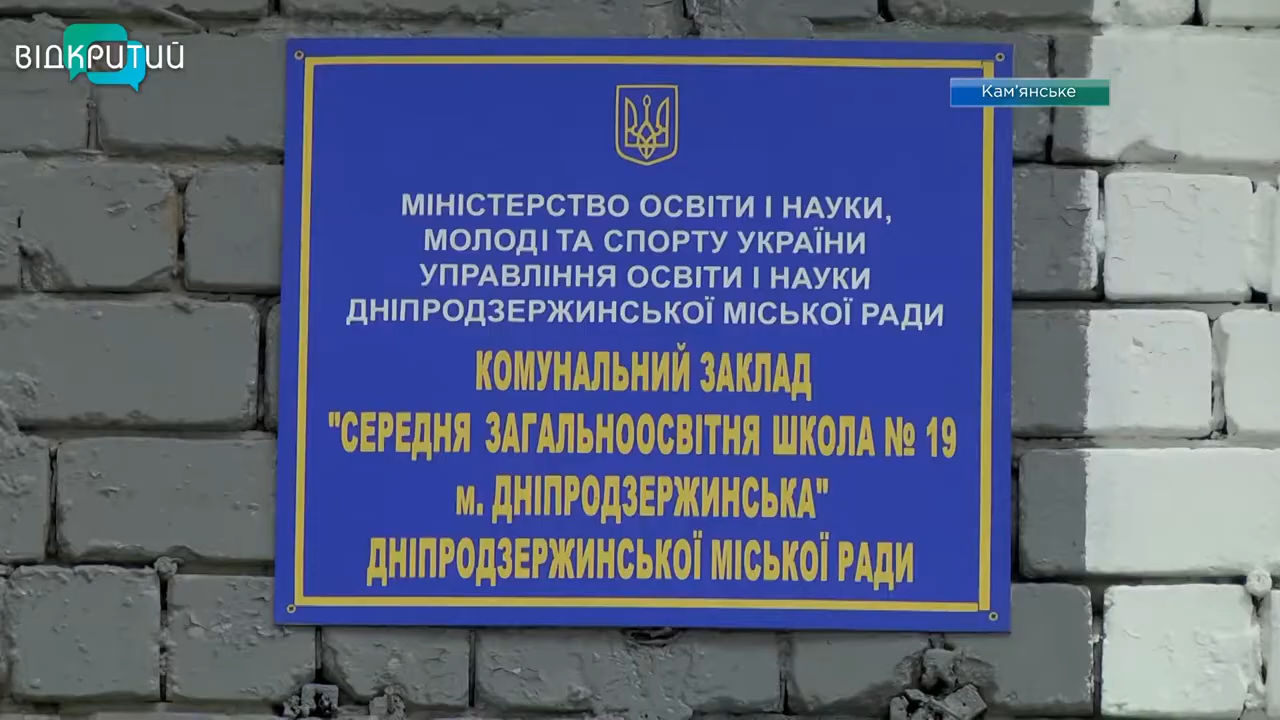 ВІДКРИТИЙ
Кам'янське
МІНІСТЕРСТВО ОСВІТИ І НАУКИ,
МОЛОДІ ТА СПОРТУ УКРАЇНИ
УПРАВЛІННЯ ОСВІТИ І НАУКИ
ДНІПРОДЗЕРЖИНСЬКОЇ МІСЬКОЇ РАДИ
КОМУНАЛЬНИЙ ЗАКЛАД
"СЕРЕДНЯ ЗАГАЛЬНООСВІТНЯ ШКОЛА № 19
м. ДНІПРОДЗЕРЖИНСЬКА"
ДНІПРОДЗЕРЖИНСЬКОЇ МІСЬКОЇ РАДИ